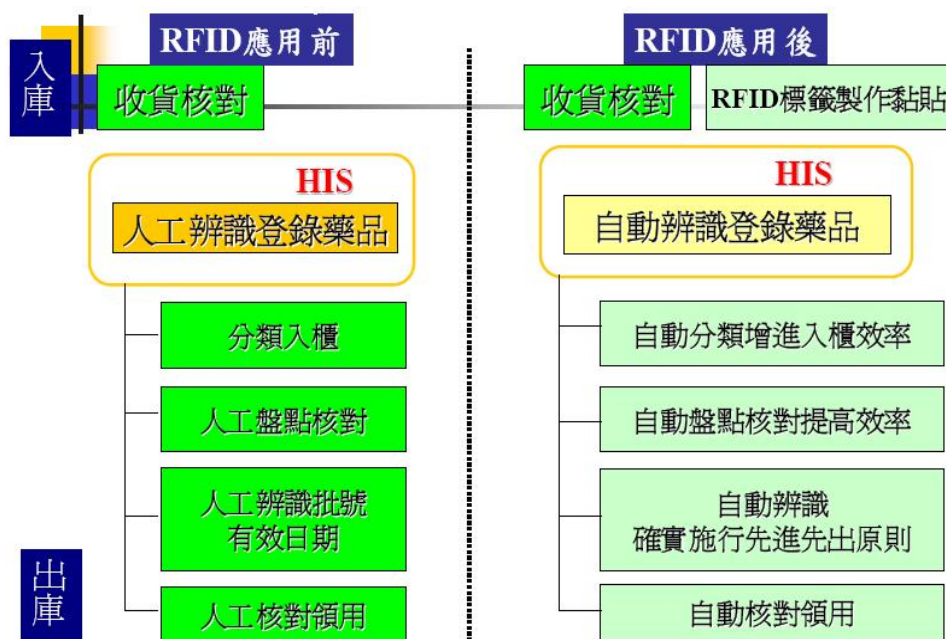 RFID應用前
RFID應用後
入庫
收貨核對
收貨核對
RFID標籤製作黏貼
HIS
人工辨識登錄藥品
HIS
自動辨識登錄藥品
分類入櫃
自動分類增進入櫃效率
人工盤點核對
自動盤點核對提高效率
人工辨識批號
有效日期
自動辨識
確實施行先進先出原則
出庫
人工核對領用
自動核對領用